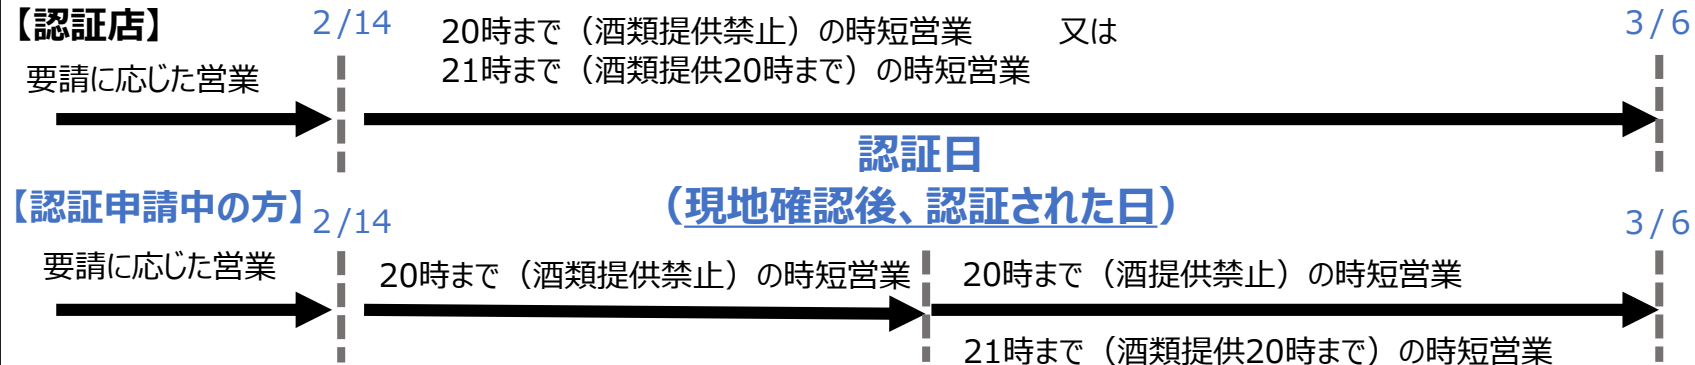 【認証店】
2/14
20時まで（酒類提供禁止）の時短営業　　又は
3/6
要請に応じた営業
21時まで（酒類提供20時まで）の時短営業
認証日
（現地確認後、認証された日）
【認証申請中の方】
2/14
3/6
要請に応じた営業
20時まで（酒類提供禁止）の時短営業
20時まで（酒提供禁止）の時短営業
21時まで（酒類提供20時まで）の時短営業